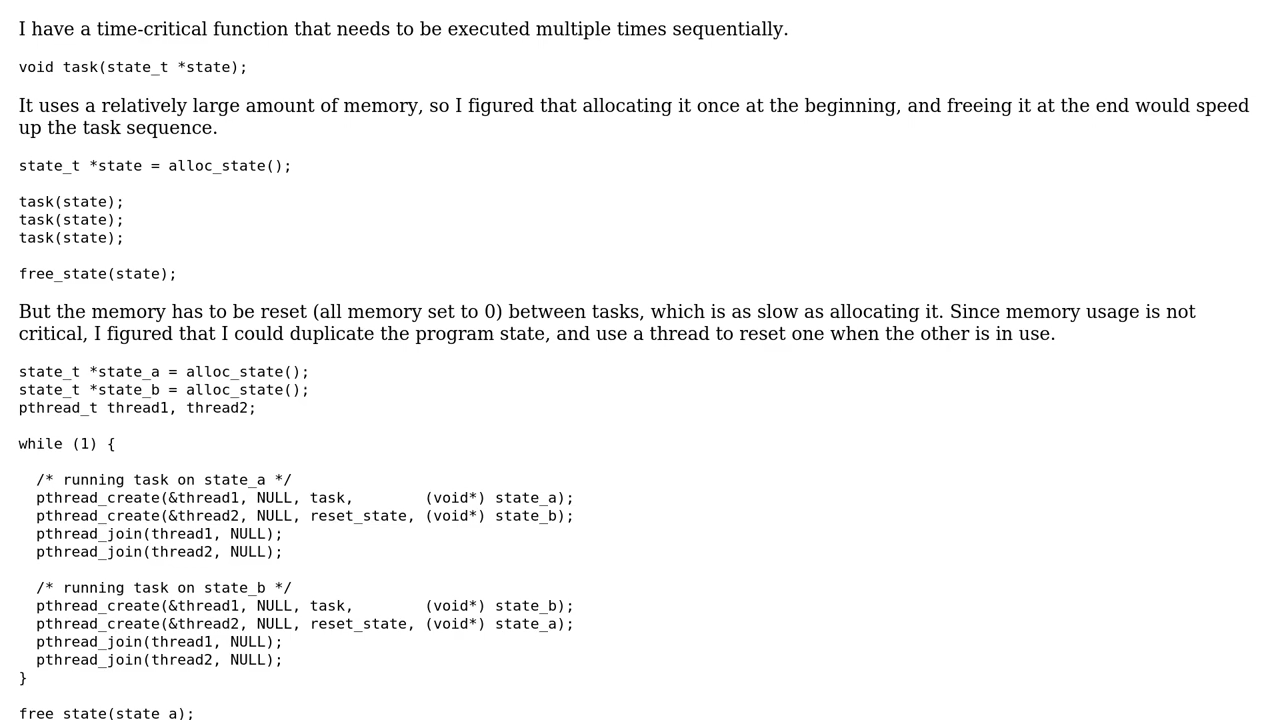 I have a time-critical function that needs to be executed multiple times sequentially.
void task(state_t *state);
It uses a relatively large amount of memory, so I figured that allocating it once at the beginning, and freeing it at the end would speed
up the task sequence.
state_t *state = alloc_state();
task(state);
task(state);
task(state);
free_state(state);
But the memory has to be reset (all memory set to 0) between tasks, which is as slow as allocating it. Since memory usage is not
critical, I figured that I could duplicate the program state, and use a thread to reset one when the other is in use.
state_t *state_a = alloc_state();
state_t *state_b = alloc_state();
pthread_t thread1, thread2;
while (1) {
  /* running task on state_a */
  pthread_create(&thread1, NULL, task,        (void*) state_a);
  pthread_create(&thread2, NULL, reset_state, (void*) state_b);
  pthread_join(thread1, NULL);
  pthread_join(thread2, NULL);
  /* running task on state_b */
  pthread_create(&thread1, NULL, task,        (void*) state_b);
  pthread_create(&thread2, NULL, reset_state, (void*) state_a);
  pthread_join(thread1, NULL);
  pthread_join(thread2, NULL);
}
free_state(state_a);